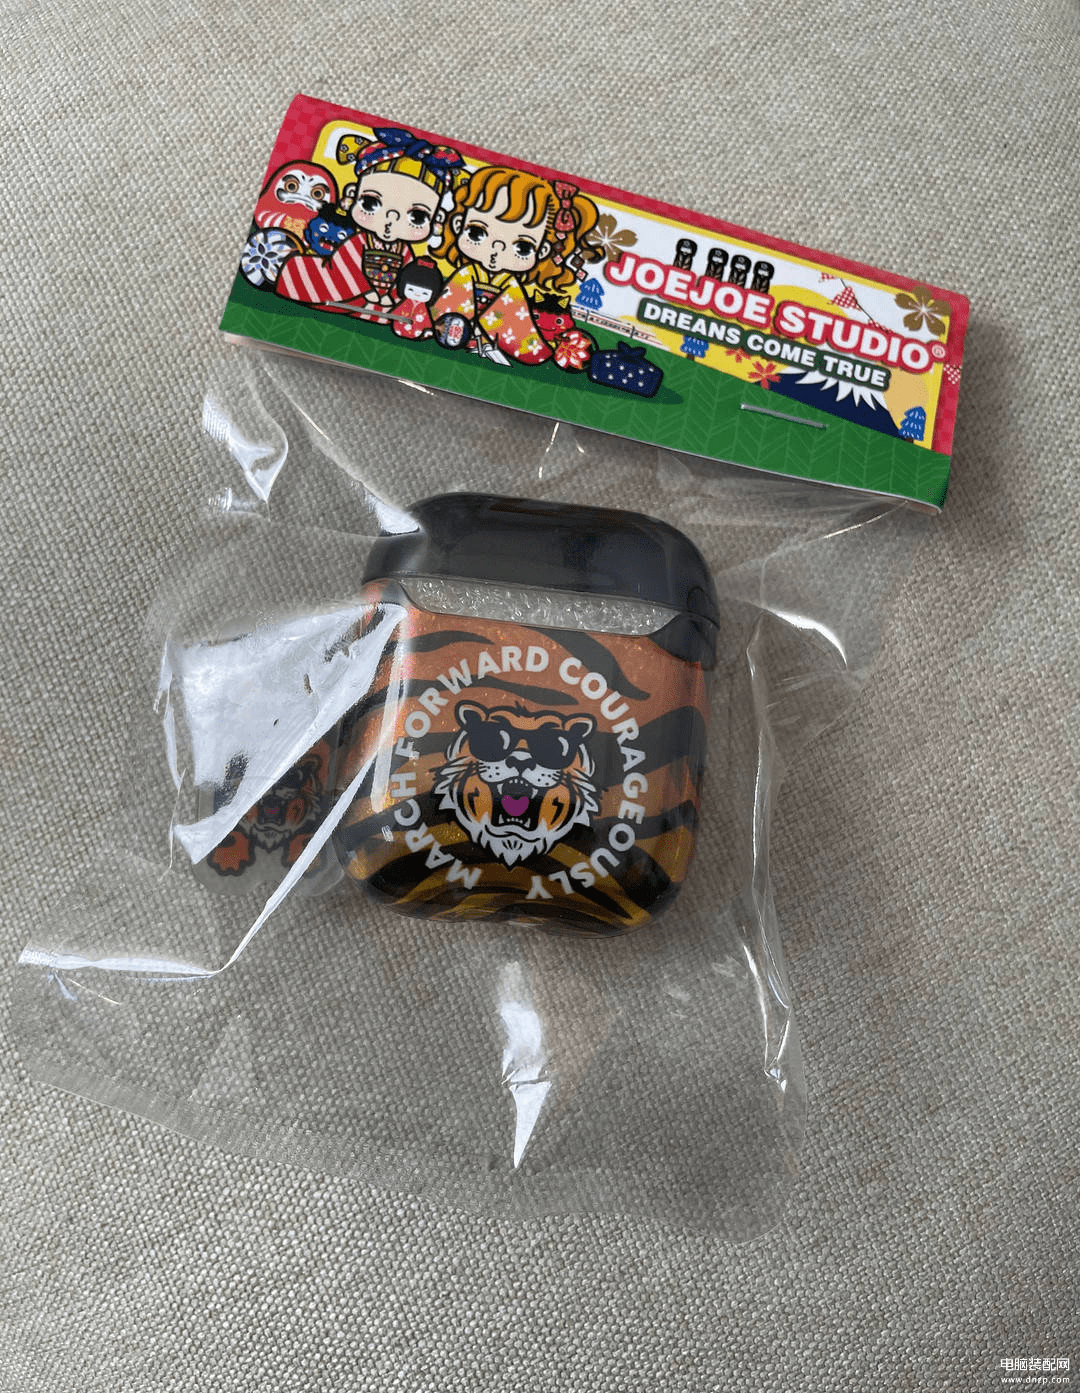 JOEJOE STUDIO®
DREANS COME TRUE
MARCH FORWARD COURAGEOUSLY
电脑装配网
www.dnzp.com